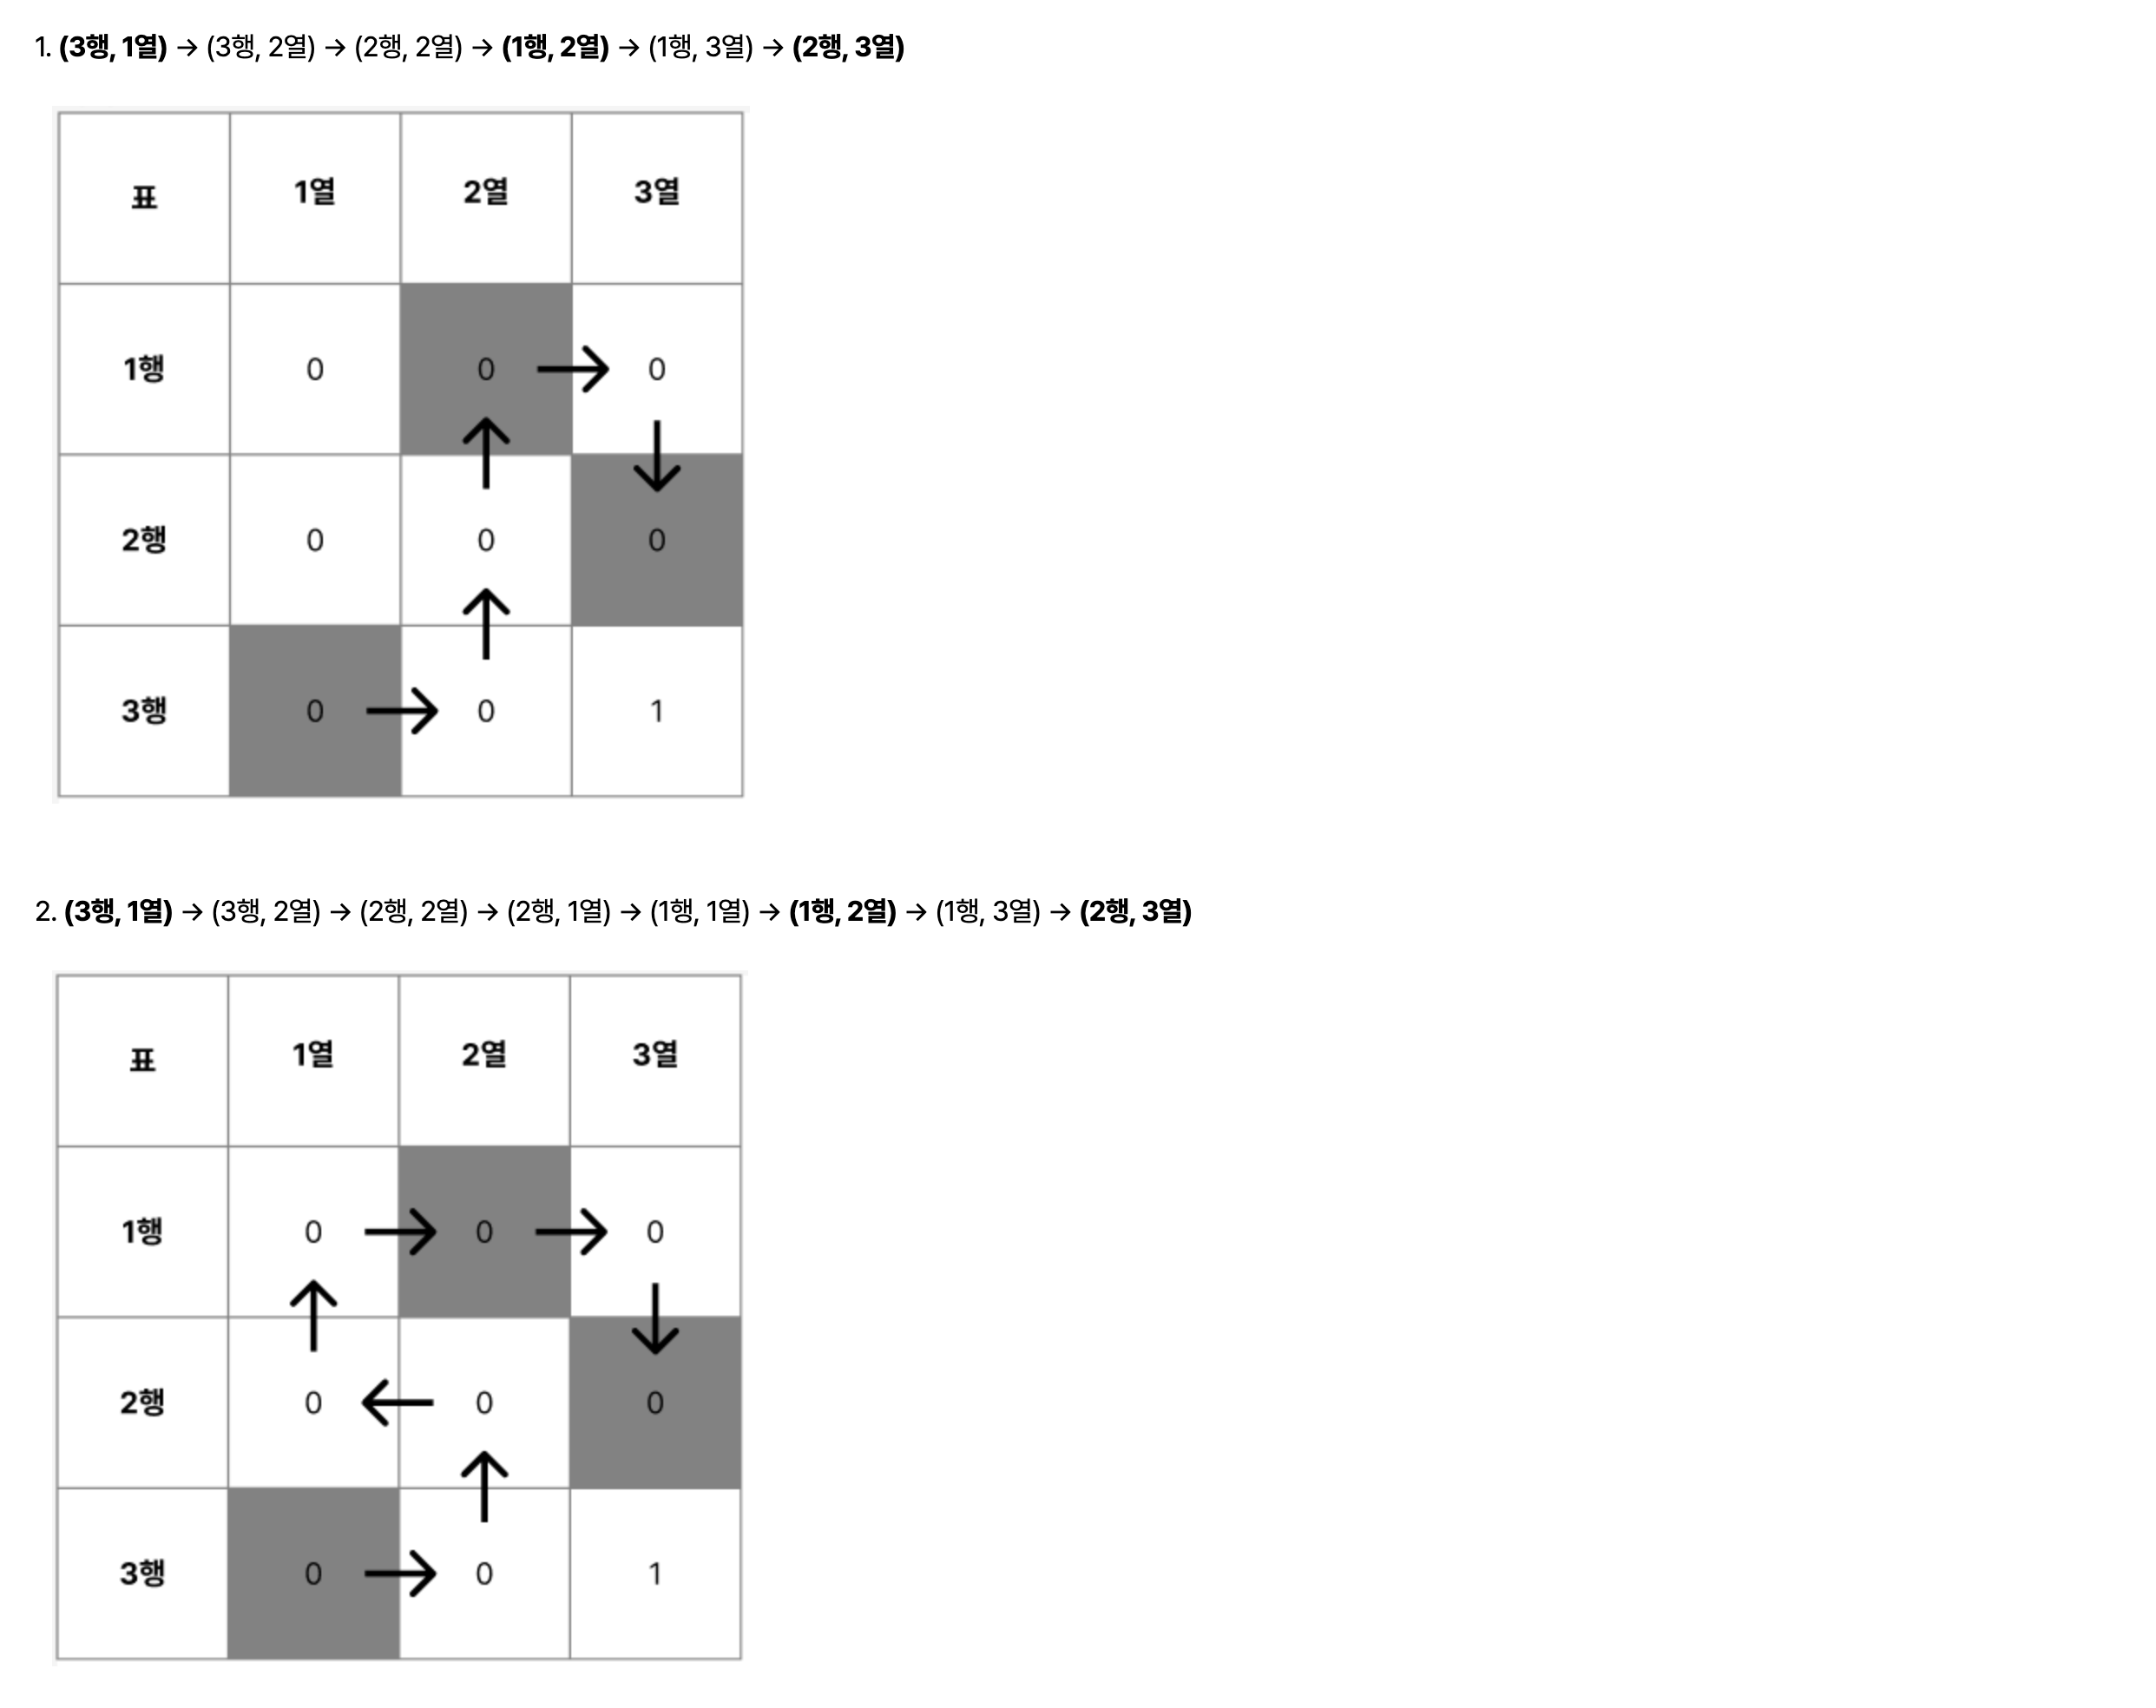 1. (3행, 1열) → (3행, 2열) → (2행, 2열) → (1행, 2열) → (1행, 3열) → (2행, 3열)
표 1열 2열 3열
1행 0 0 → 0
↑ ↓
2행 0 0 0
↑
3행 0 → 0 1
2. (3행, 1열) → (3행, 2열) → (2행, 2열) → (2행, 1열) → (1행, 1열) → (1행, 2열) → (1행, 3열) → (2행, 3열)
표 1열 2열 3열
1행 0 → 0 → 0
↑ ↓
2행 0 ← 0 0
↑
3행 0 → 0 1